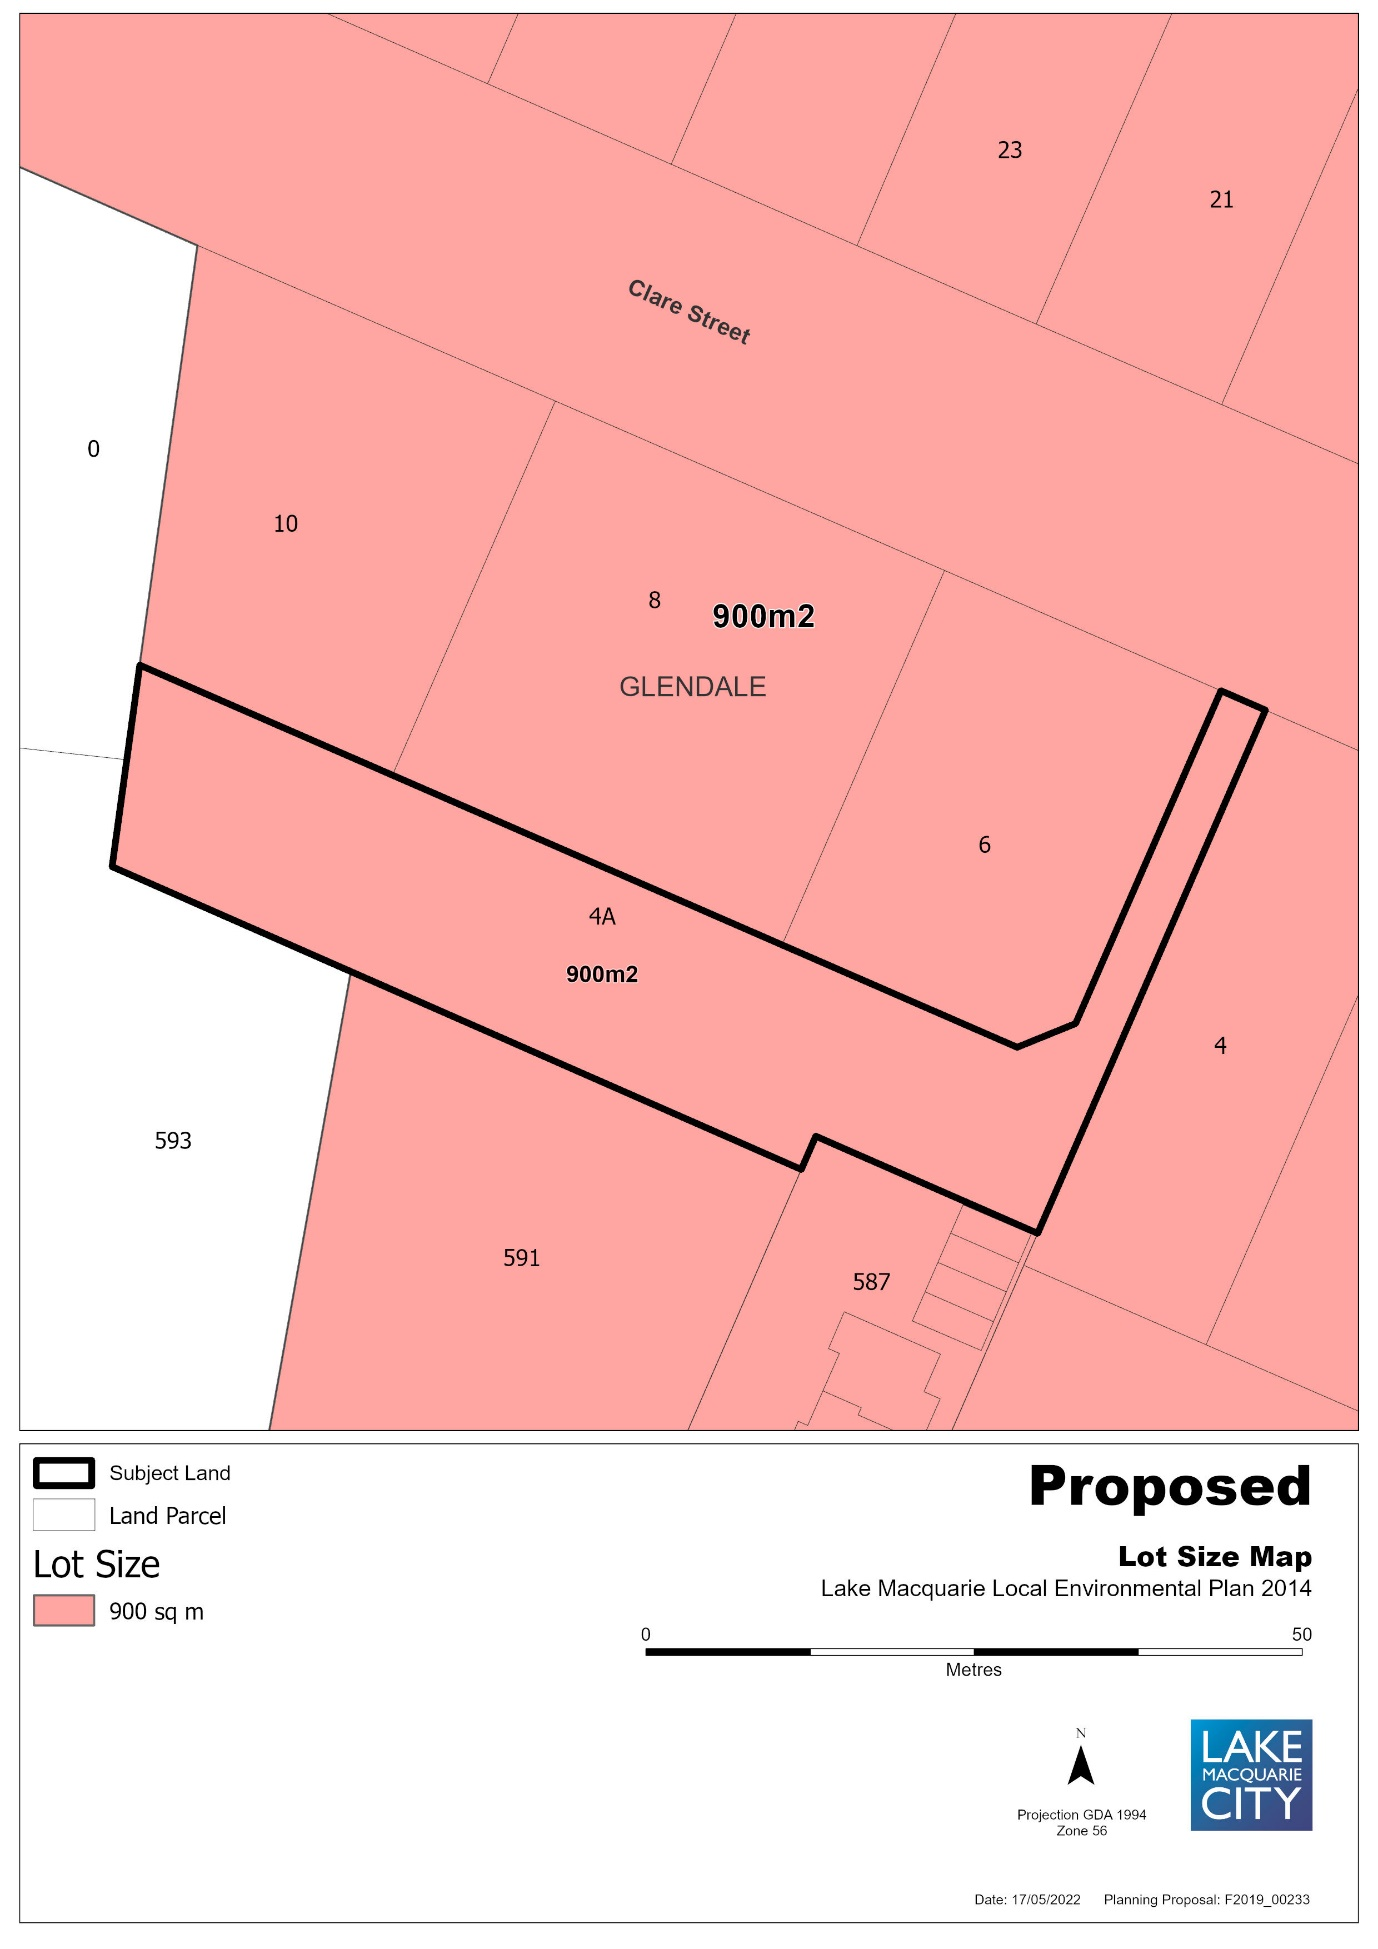 23
21
Clare Street
0
10
8
900m2
GLENDALE
6
4A
900m2
4
593
591
587
Subject Land
Land Parcel
Lot Size
900 sq m
Proposed
Lot Size Map
Lake Macquarie Local Environmental Plan 2014
0 50
Metres
N
Projection GDA 1994
Zone 56
LAKE
MACQUARIE
CITY
Date: 17/05/2022 Planning Proposal: F2019_00233